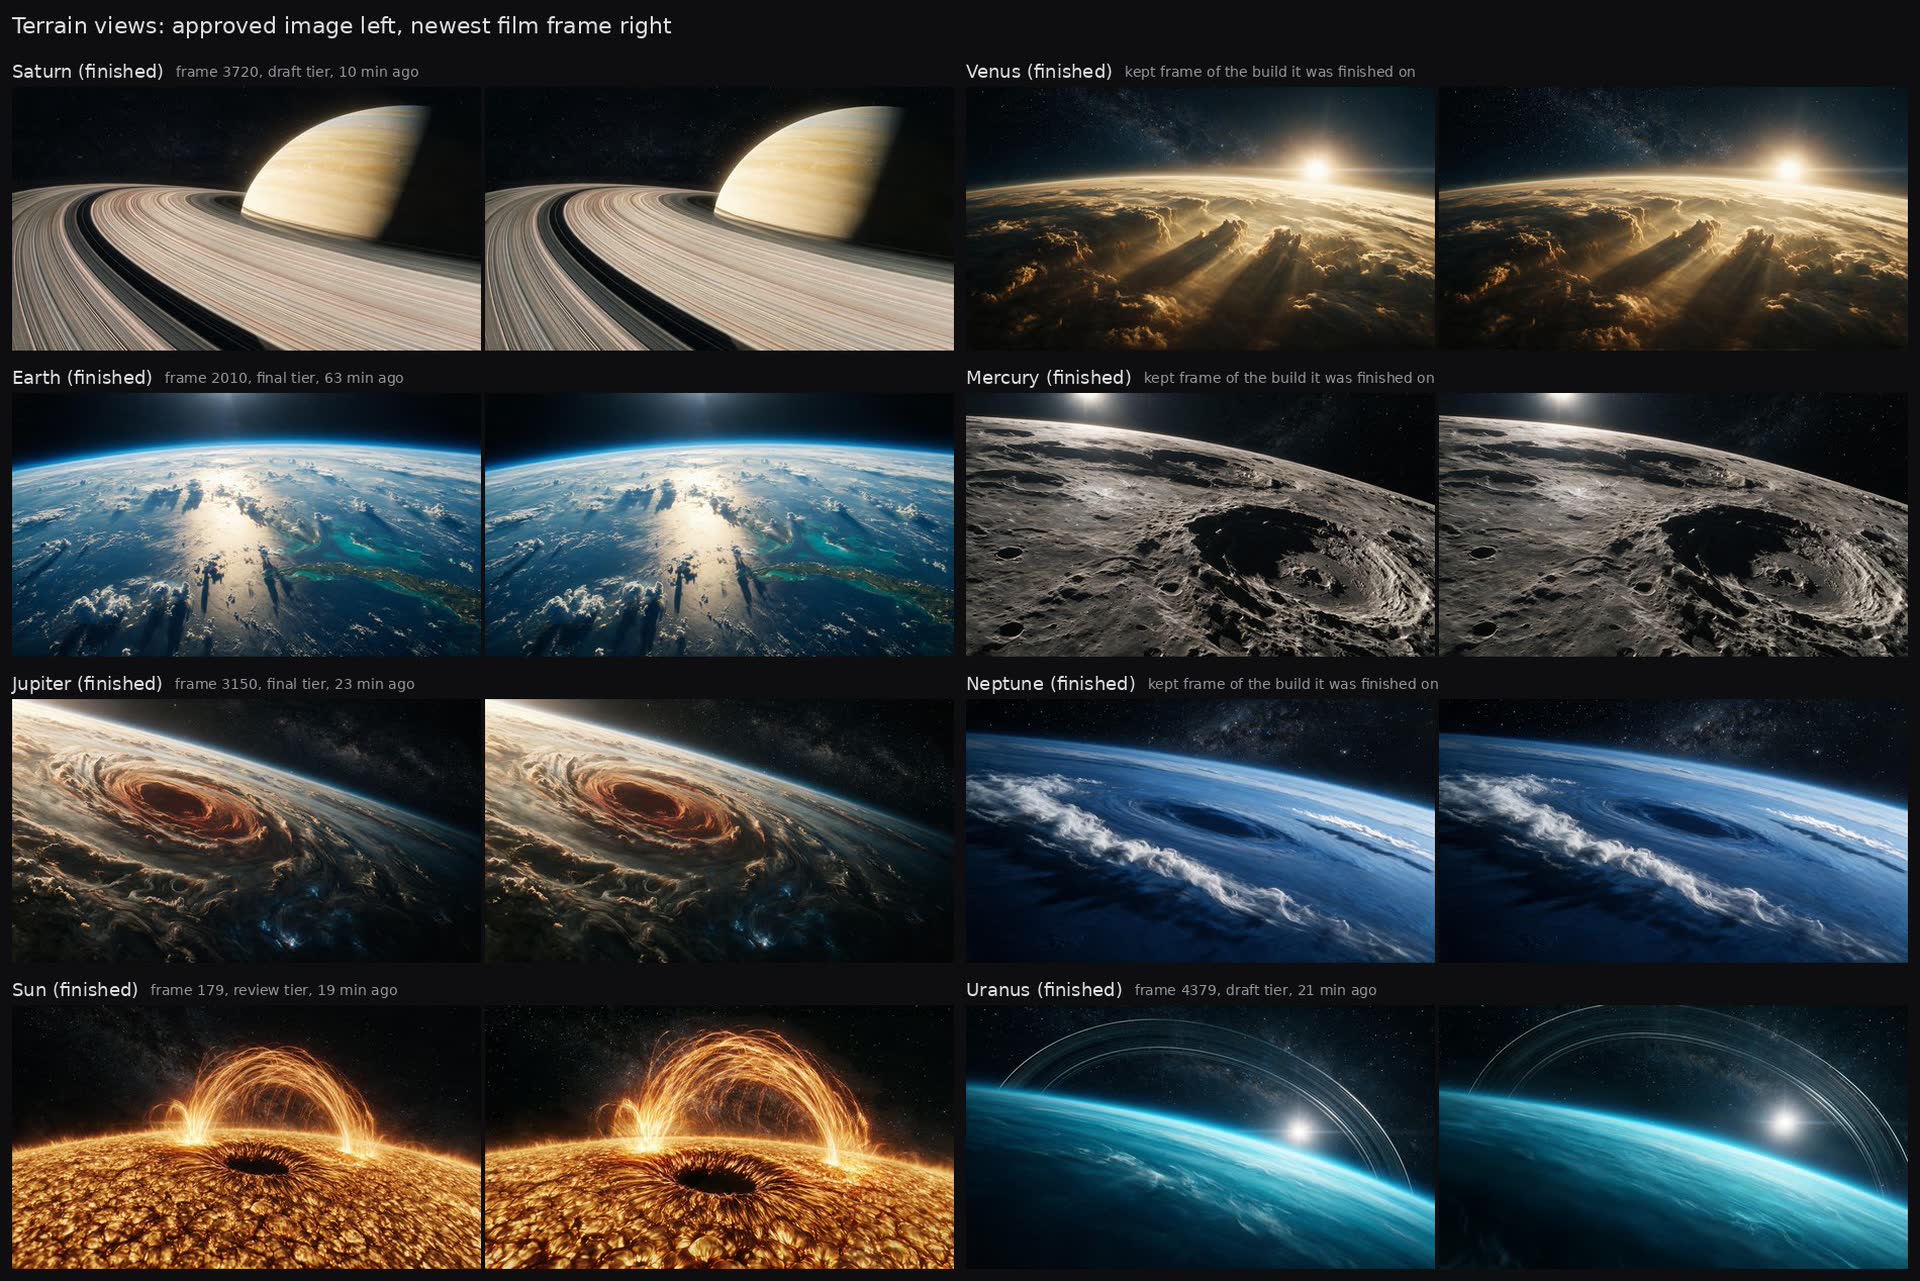 Terrain views: approved image left, newest film frame right
Saturn (finished) frame 3720, draft tier, 10 min ago
Venus (finished) kept frame of the build it was finished on
Earth (finished) frame 2010, final tier, 63 min ago
Mercury (finished) kept frame of the build it was finished on
Jupiter (finished) frame 3150, final tier, 23 min ago
Neptune (finished) kept frame of the build it was finished on
Sun (finished) frame 179, review tier, 19 min ago
Uranus (finished) frame 4379, draft tier, 21 min ago